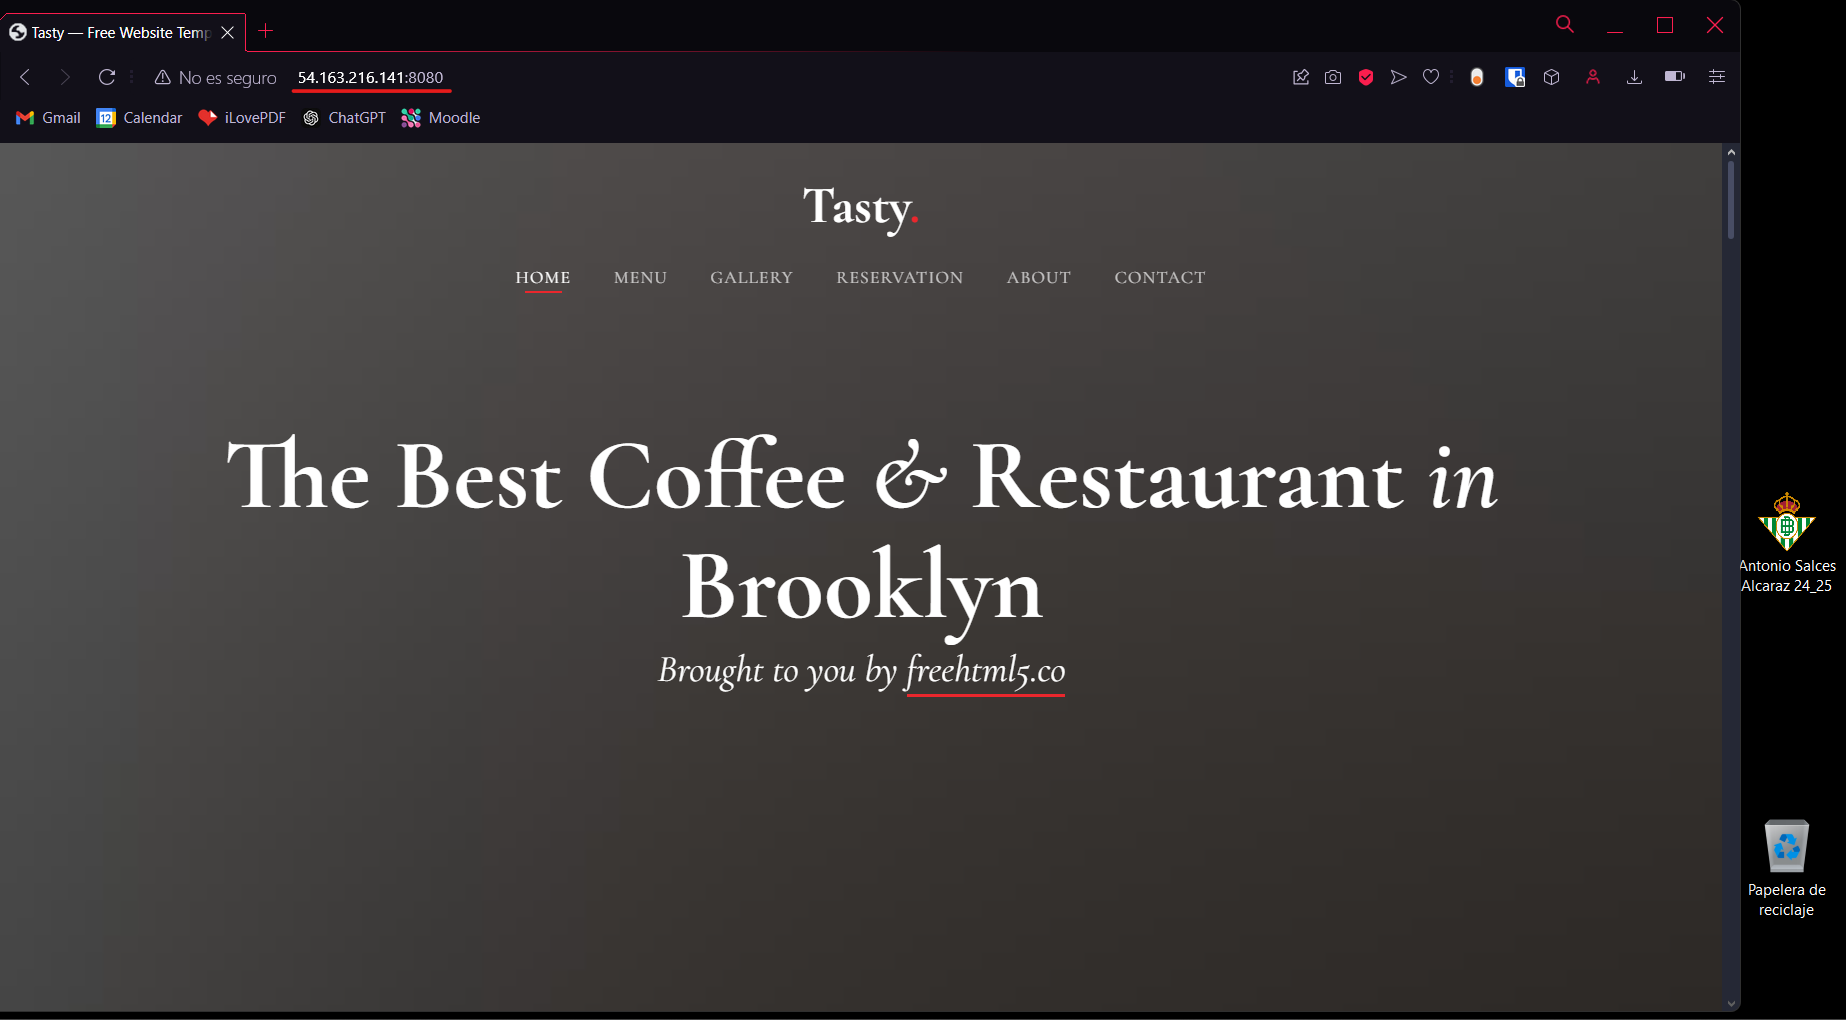 Tasty — Free Website Temp
No es seguro 54.163.216.141:8080
Gmail Calendar iLovePDF ChatGPT Moodle
Tasty.
HOME MENU GALLERY RESERVATION ABOUT CONTACT
The Best Coffee & Restaurant in
Brooklyn
Brought to you by freehtml5.co
Antonio Salces
Alcaraz 24_25
Papelera de
reciclaje